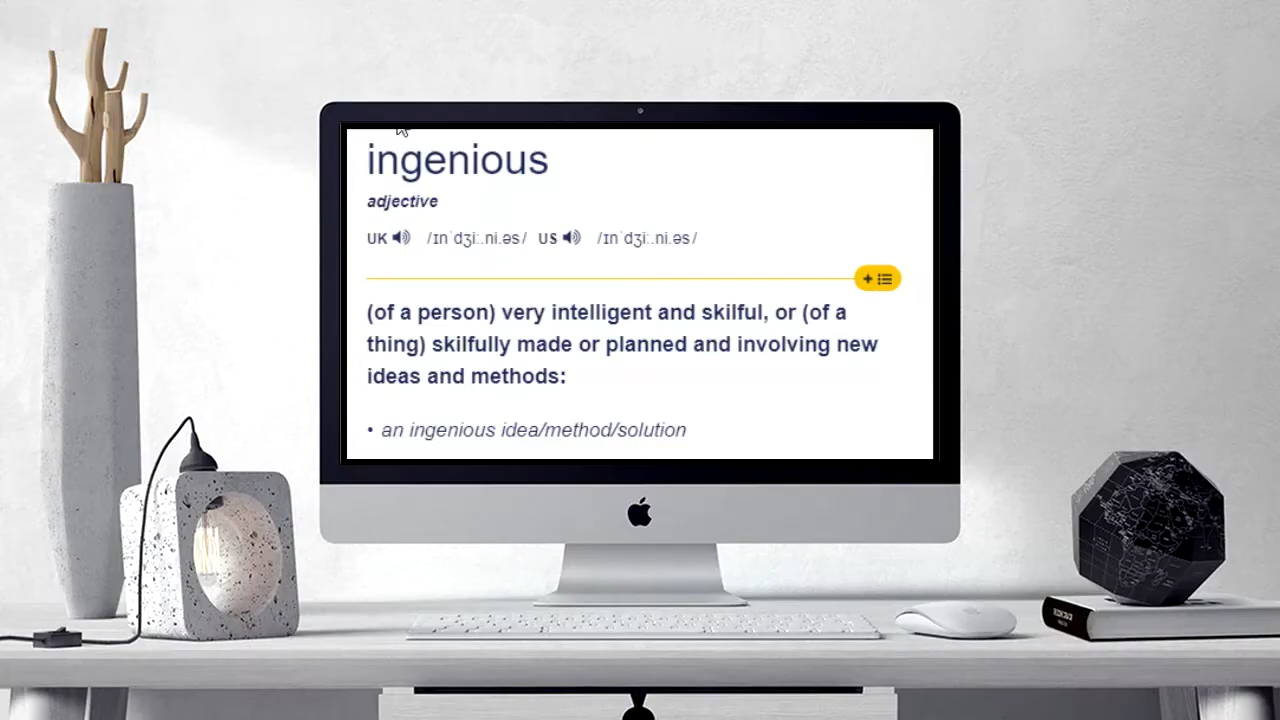 ingenious
adjective
UK /ɪnˈdʒiː.ni.əs/ US /ɪnˈdʒiː.ni.əs/
(of a person) very intelligent and skilful, or (of a
thing) skilfully made or planned and involving new
ideas and methods:
• an ingenious idea/method/solution